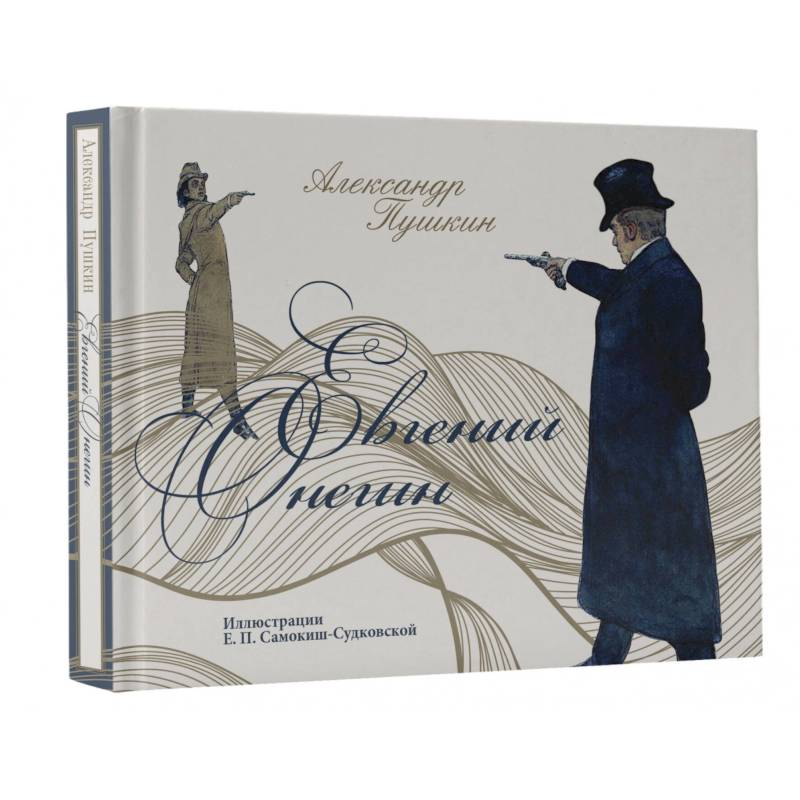 Александр Пушкин
Евгений Онегин
Александр
Пушкин
Евгений
Онегин
Иллюстрации
Е. П. Самокиш-Судковской